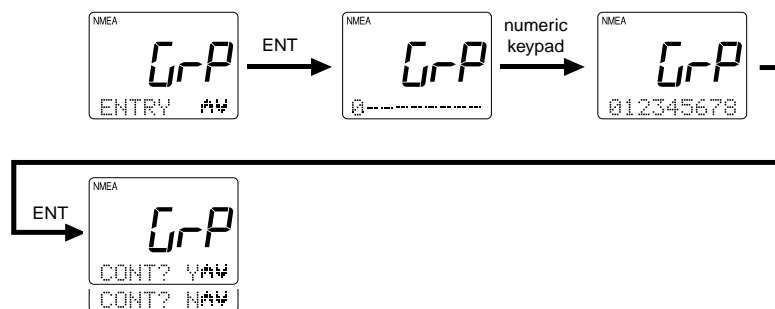 NMEA
GrP
ENTRY
ENT
NMEA
GrP
0--------
numeric
keypad
NMEA
GrP
012345678
ENT
NMEA
GrP
CONT? Y
CONT? N